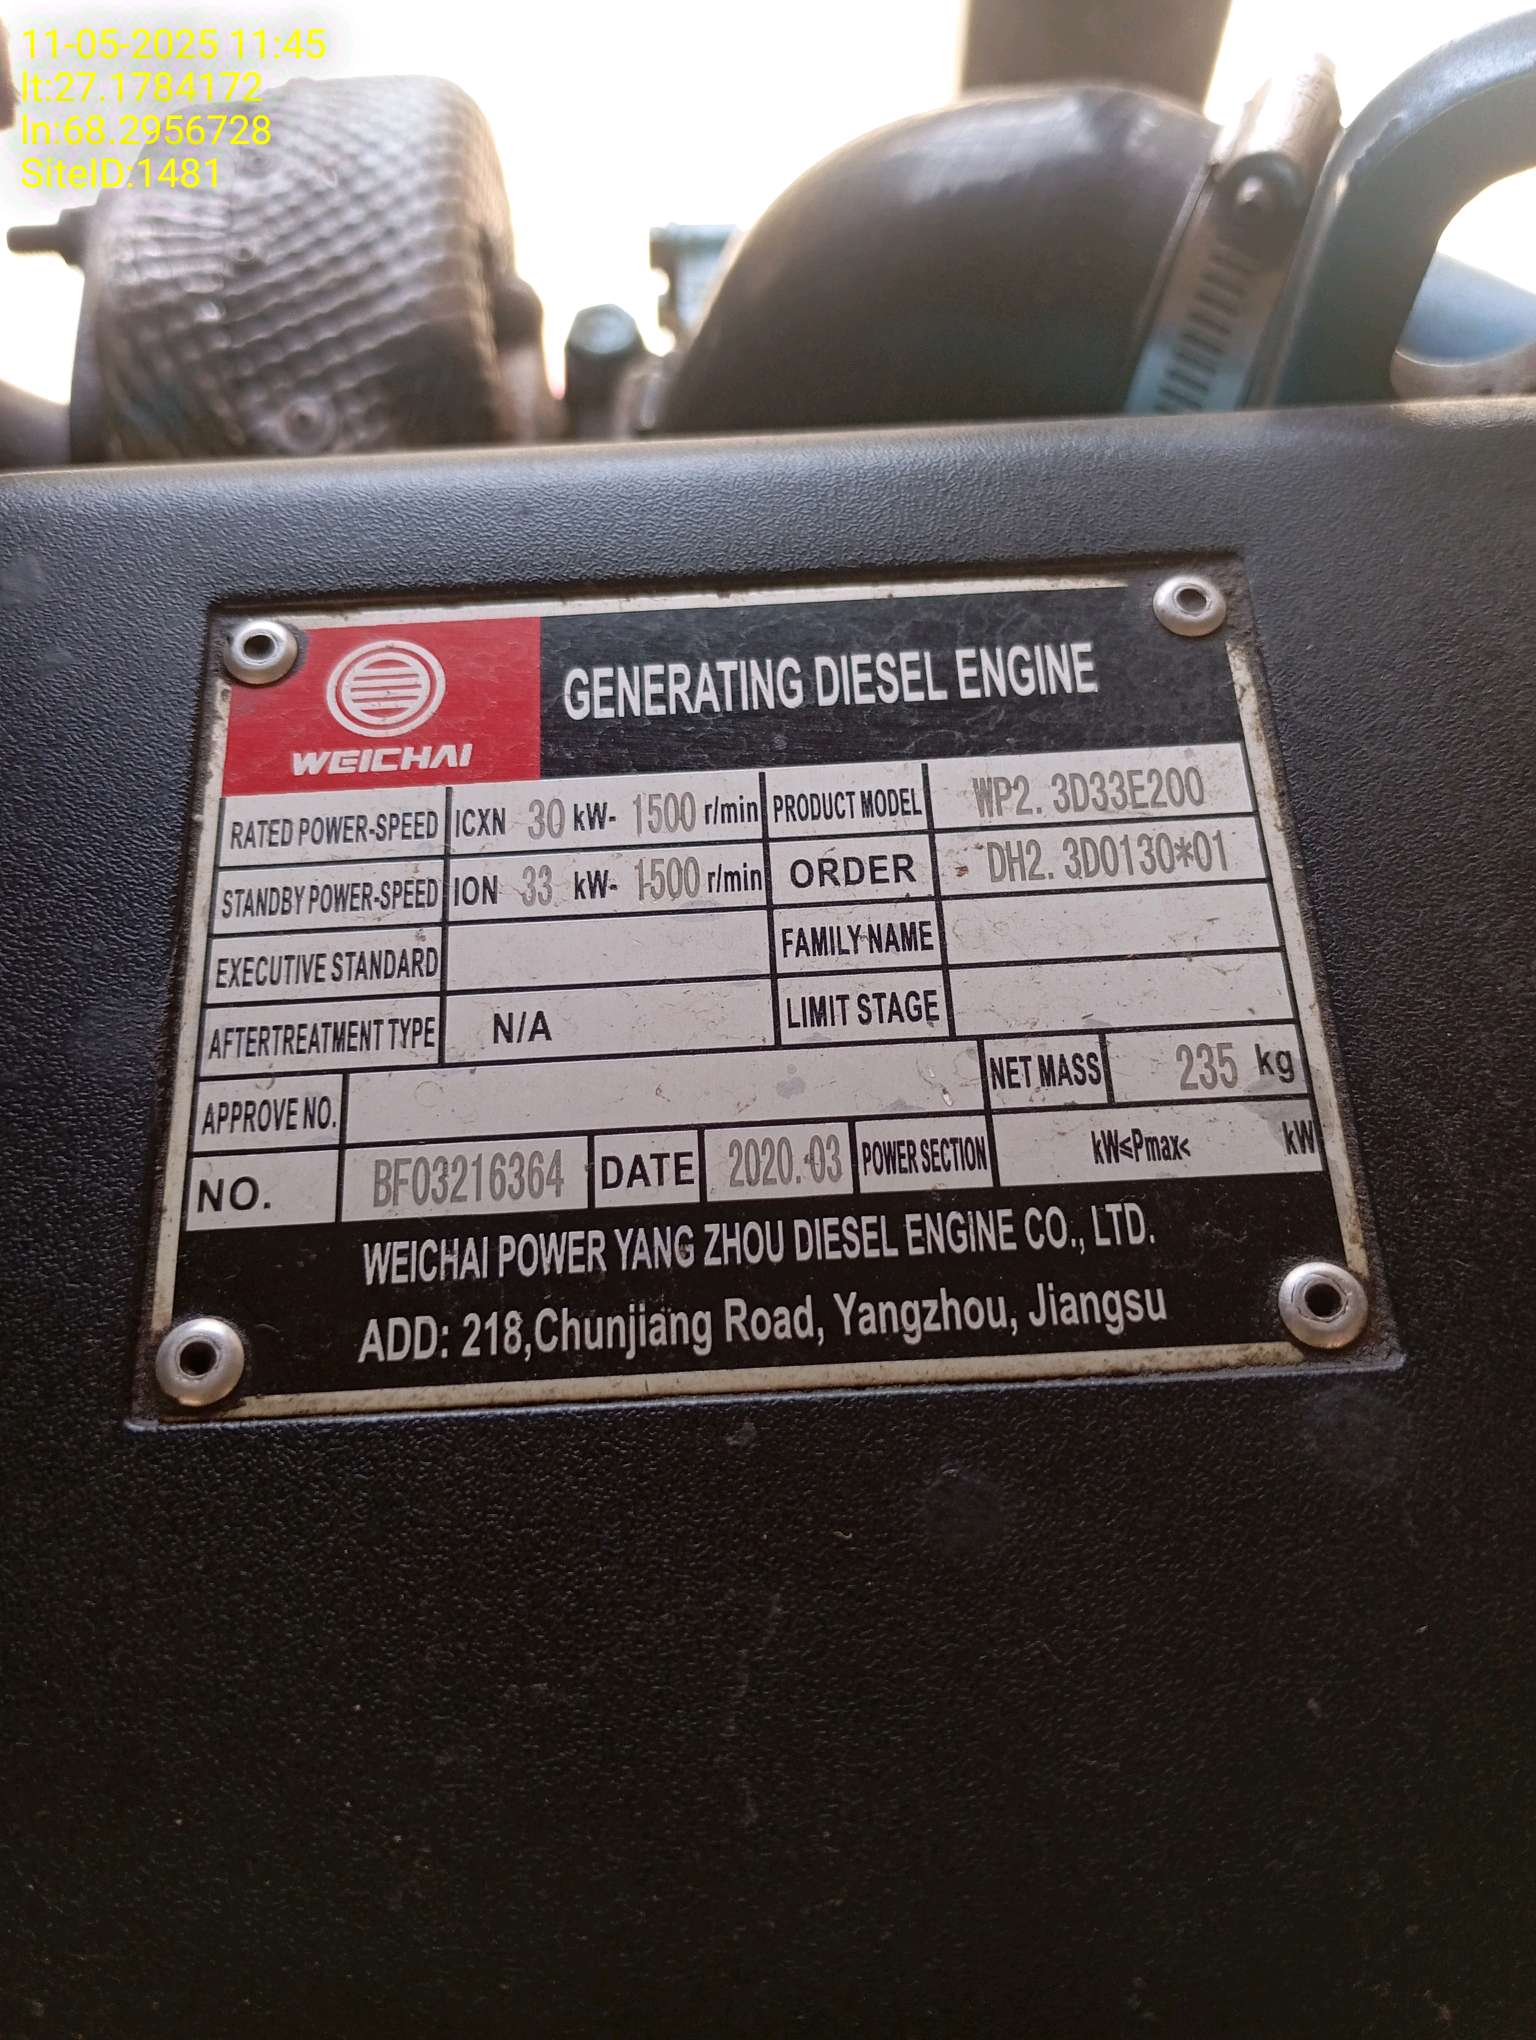 11-05-2025 11:45
lt:27.1784172
ln:68.2956728
SiteID:1481
WEICHAI
GENERATING DIESEL ENGINE
RATED POWER-SPEED ICXN 30 kW- 1500 r/min PRODUCT MODEL WP2.3D33E200
STANDBY POWER-SPEED ION 33 kW- 1500 r/min ORDER DH2.3D0130*01
EXECUTIVE STANDARD FAMILY NAME
AFTERTREATMENT TYPE N/A LIMIT STAGE
APPROVE NO. NET MASS 235 kg
NO. BF03216364 DATE 2020.03 POWER SECTION kW≤Pmax< kW
WEICHAI POWER YANG ZHOU DIESEL ENGINE CO., LTD.
ADD: 218,Chunjiang Road, Yangzhou, Jiangsu